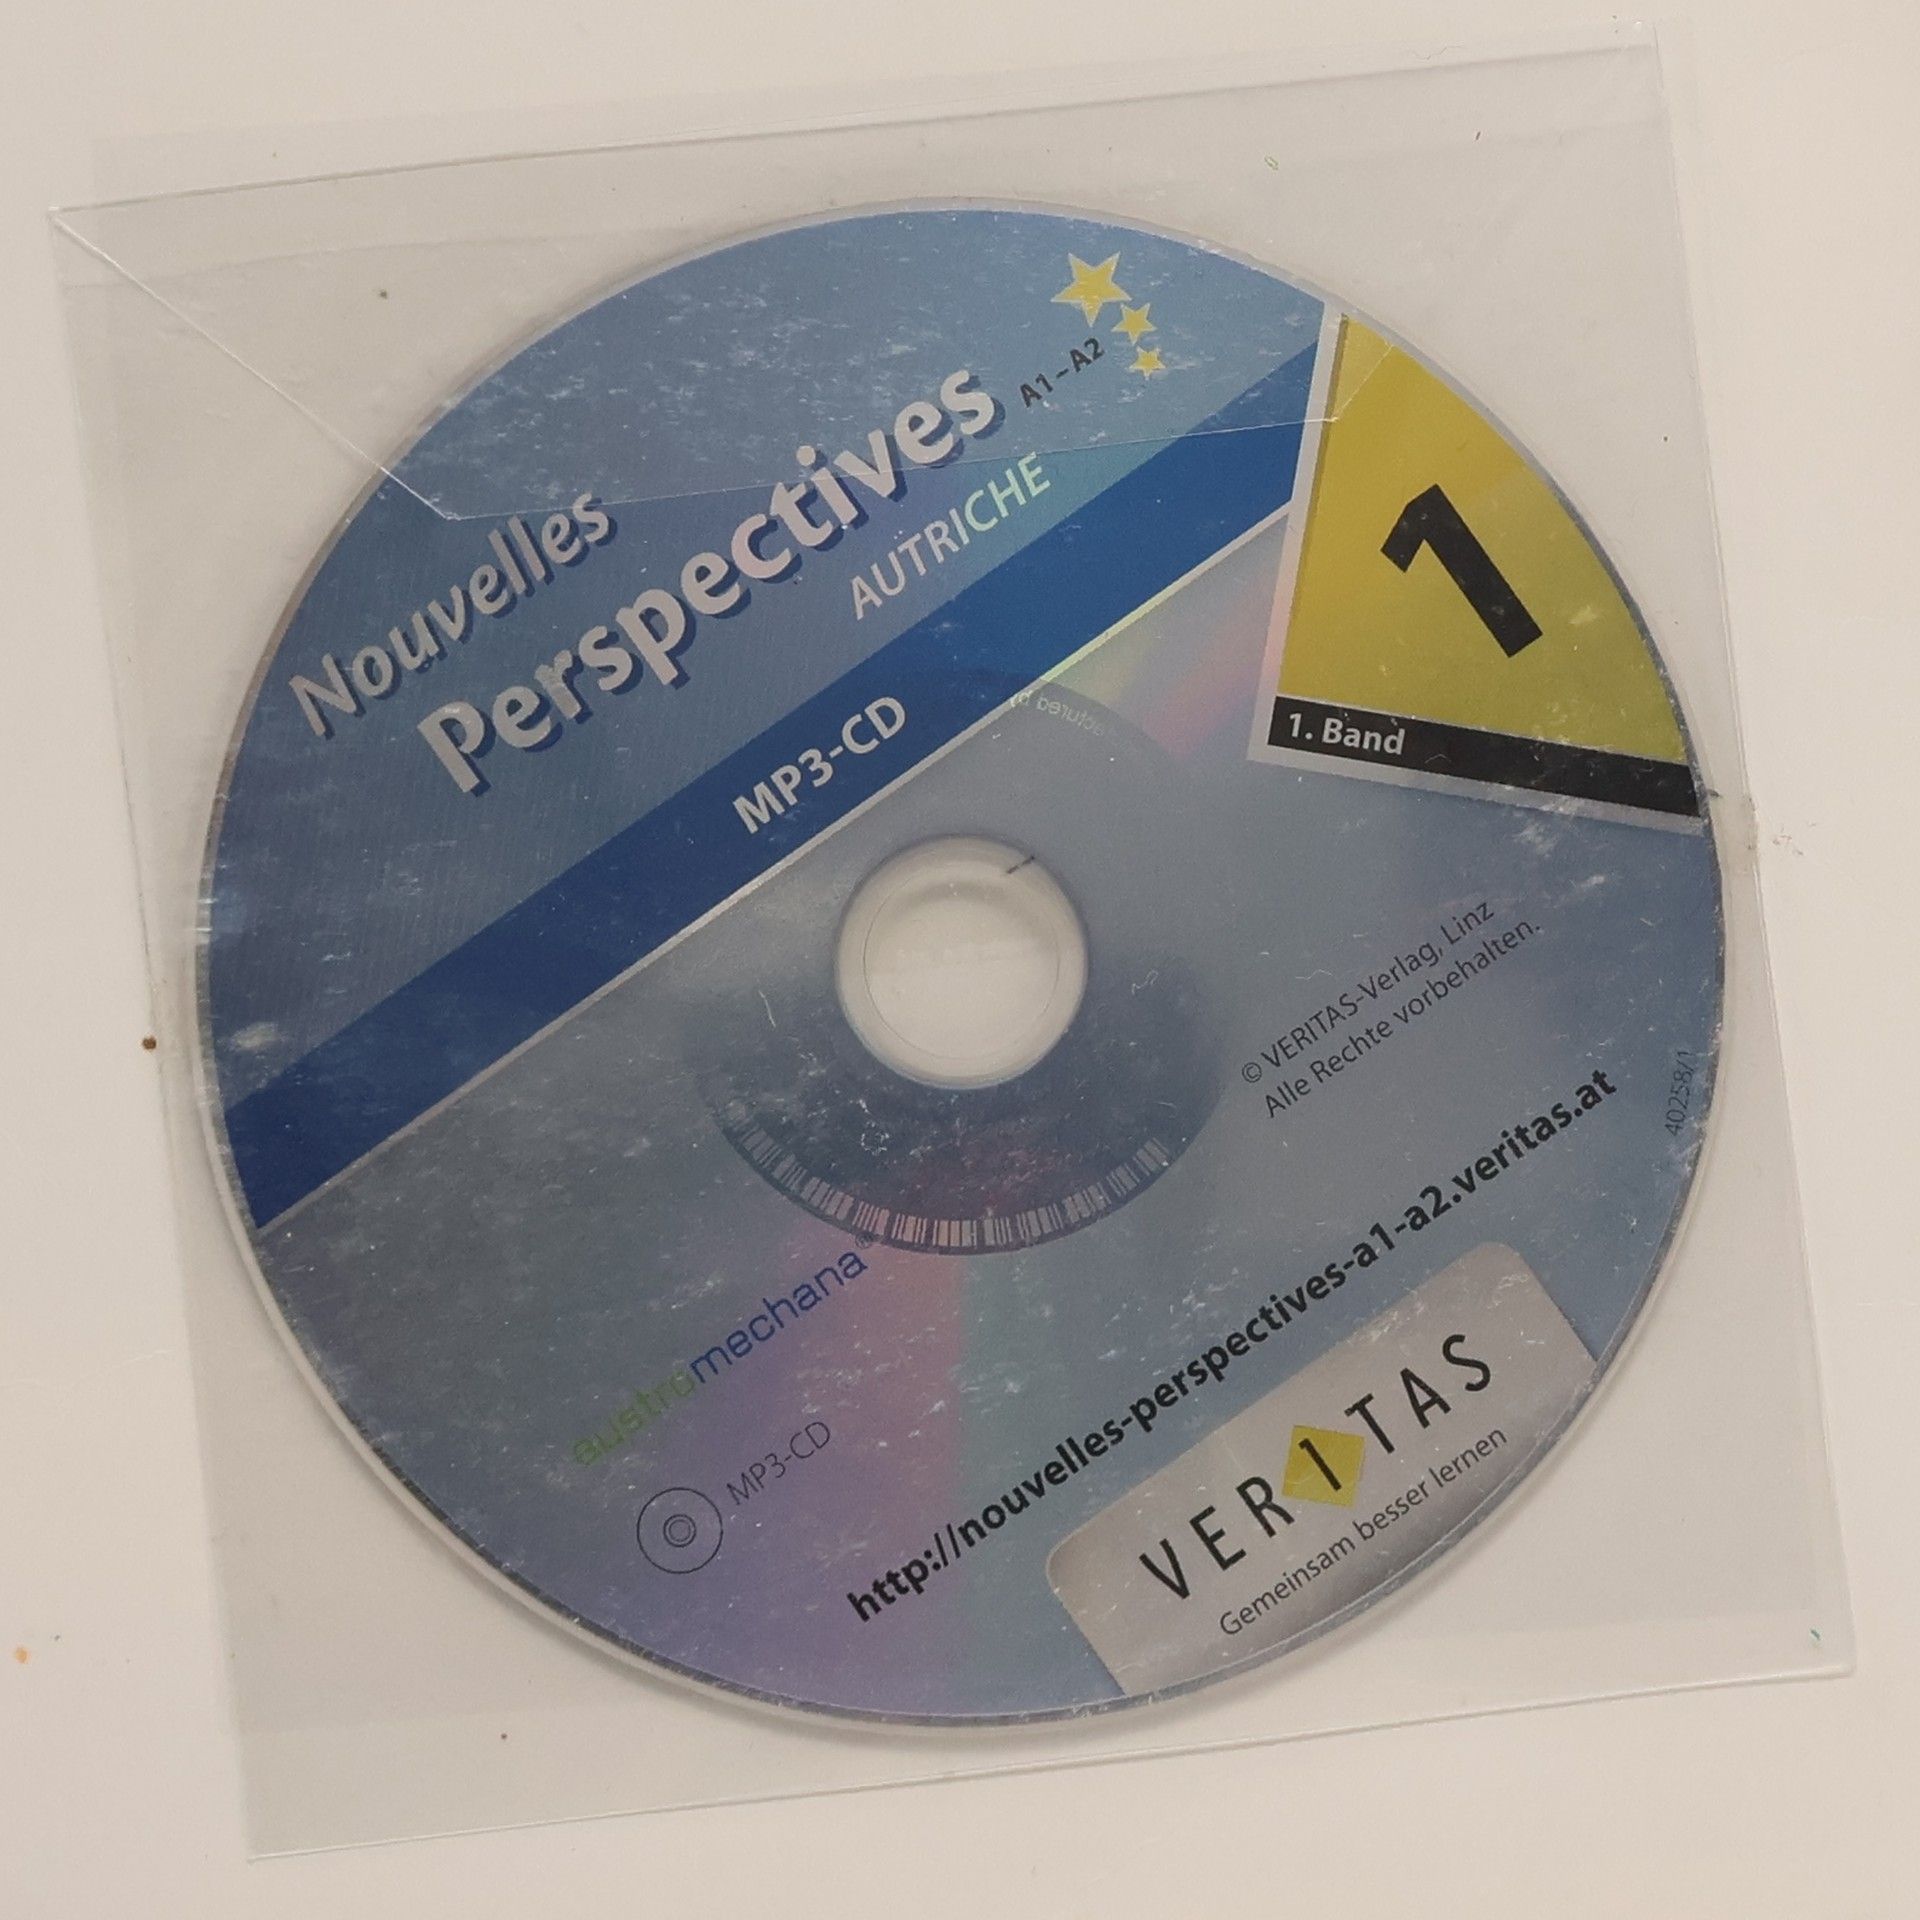 Nouvelles
Perspectives A1–A2
AUTRICHE
MP3-CD
1
1. Band
© VERITAS-Verlag, Linz
Alle Rechte vorbehalten.
40258/1
austromechana®
MP3-CD
http://nouvelles-perspectives-a1-a2.veritas.at
VERITAS
Gemeinsam besser lernen